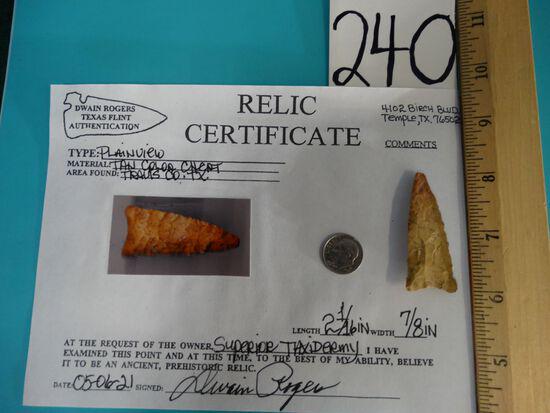 240
DWAIN ROGERS
TEXAS FLINT
AUTHENTICATION
RELIC
CERTIFICATE
4102 BIRCH BLVD
TEMPLE, TX. 76502
COMMENTS
TYPE: PLAINVIEW
MATERIAL: TAN COLOR CHERT
AREA FOUND: TRAVIS CO. TX
LENGTH 2 1/16 IN WIDTH 7/8 IN
AT THE REQUEST OF THE OWNER, SUPERIOR TAXIDERMY I HAVE
EXAMINED THIS POINT AND AT THIS TIME, TO THE BEST OF MY ABILITY, BELIEVE
IT TO BE AN ANCIENT, PREHISTORIC RELIC.
DATE: 05-06-21 SIGNED: Dwain Rogers
11
10
9
8
7
6
5